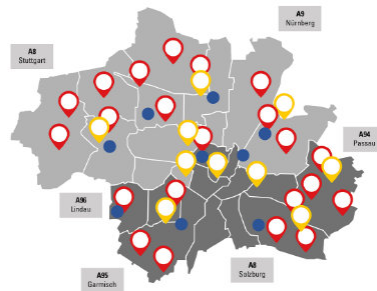 A9
Nürnberg
A8
Stuttgart
A94
Passau
A96
Lindau
A95
Garmisch
A8
Salzburg